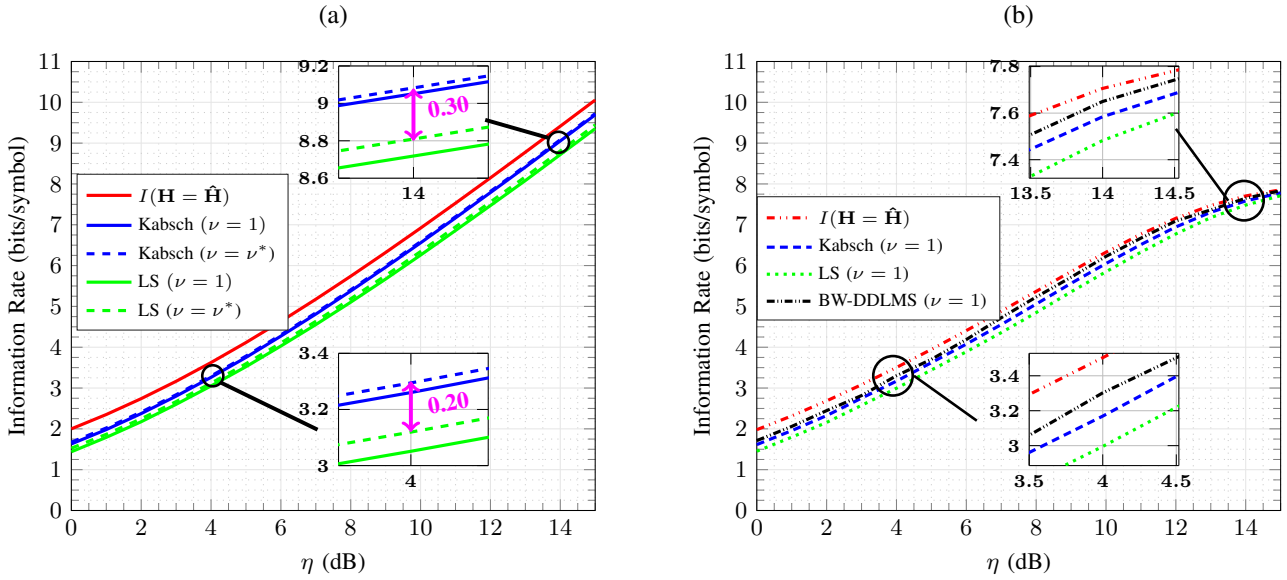 (a)
11
10
9
8
7
6
5
4
3
2
1
0
0 2 4 6 8 10 12 14
Information Rate (bits/symbol)
η (dB)
I(H = Ĥ)
Kabsch (ν = 1)
Kabsch (ν = ν*)
LS (ν = 1)
LS (ν = ν*)
9.2
9
8.8
8.6
14
0.30
3.4
3.2
3
4
0.20
(b)
11
10
9
8
7
6
5
4
3
2
1
0
0 2 4 6 8 10 12 14
Information Rate (bits/symbol)
η (dB)
I(H = Ĥ)
Kabsch (ν = 1)
LS (ν = 1)
BW-DDLMS (ν = 1)
7.8
7.6
7.4
13.5 14 14.5
3.4
3.2
3
3.5 4 4.5